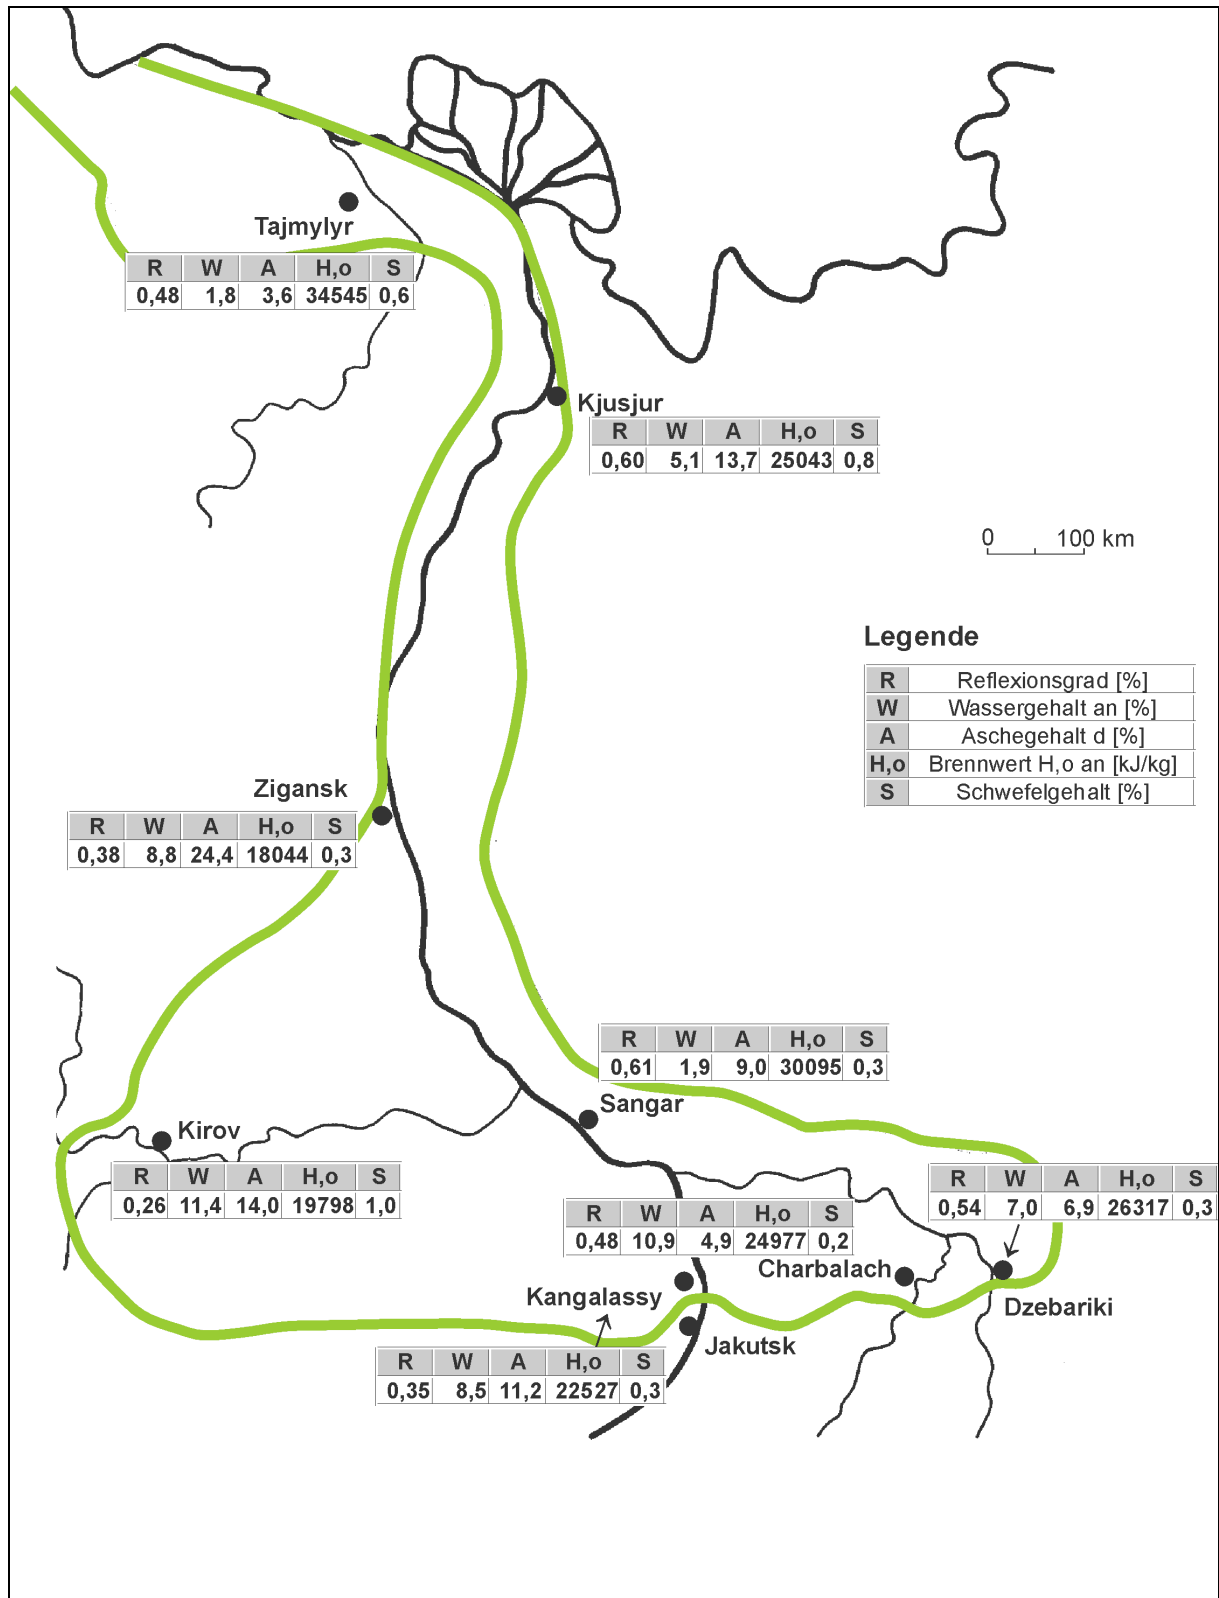 Tajmylyr
R W A H,o S
0,48 1,8 3,6 34545 0,6
Kjusjur
R W A H,o S
0,60 5,1 13,7 25043 0,8
0 100 km
Legende
R Reflexionsgrad [%]
W Wassergehalt an [%]
A Aschegehalt d [%]
H,o Brennwert H,o an [kJ/kg]
S Schwefelgehalt [%]
Zigansk
R W A H,o S
0,38 8,8 24,4 18044 0,3
R W A H,o S
0,61 1,9 9,0 30095 0,3
Sangar
Kirov
R W A H,o S
0,26 11,4 14,0 19798 1,0
R W A H,o S
0,54 7,0 6,9 26317 0,3
R W A H,o S
0,48 10,9 4,9 24977 0,2
Charbalach
Kangalassy
Dzebariki
Jakutsk
R W A H,o S
0,35 8,5 11,2 22527 0,3